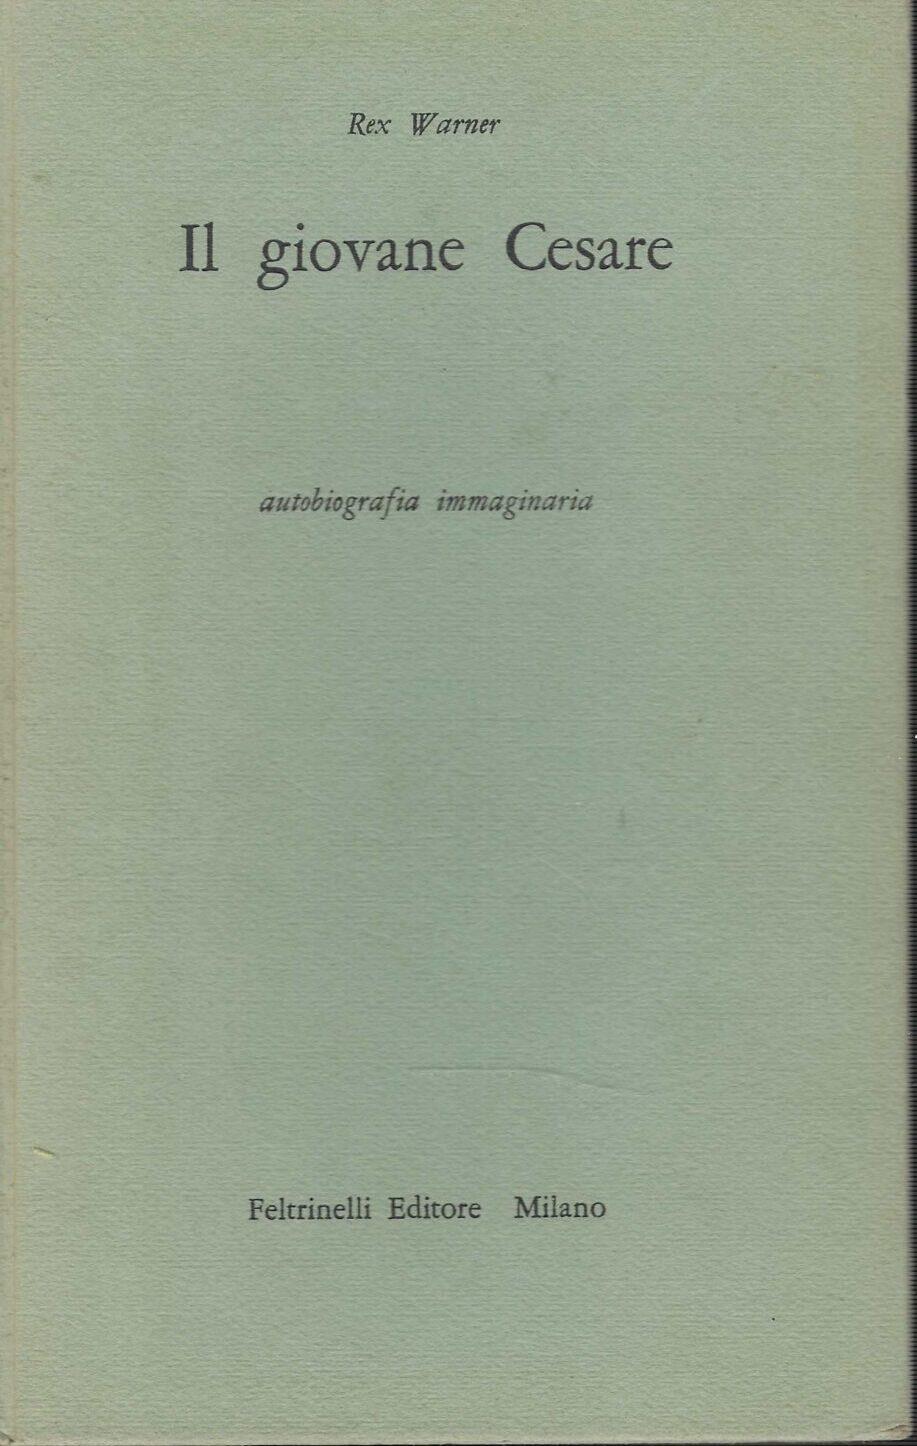 Rex Warner
Il giovane Cesare
autobiografia immaginaria
Feltrinelli Editore Milano